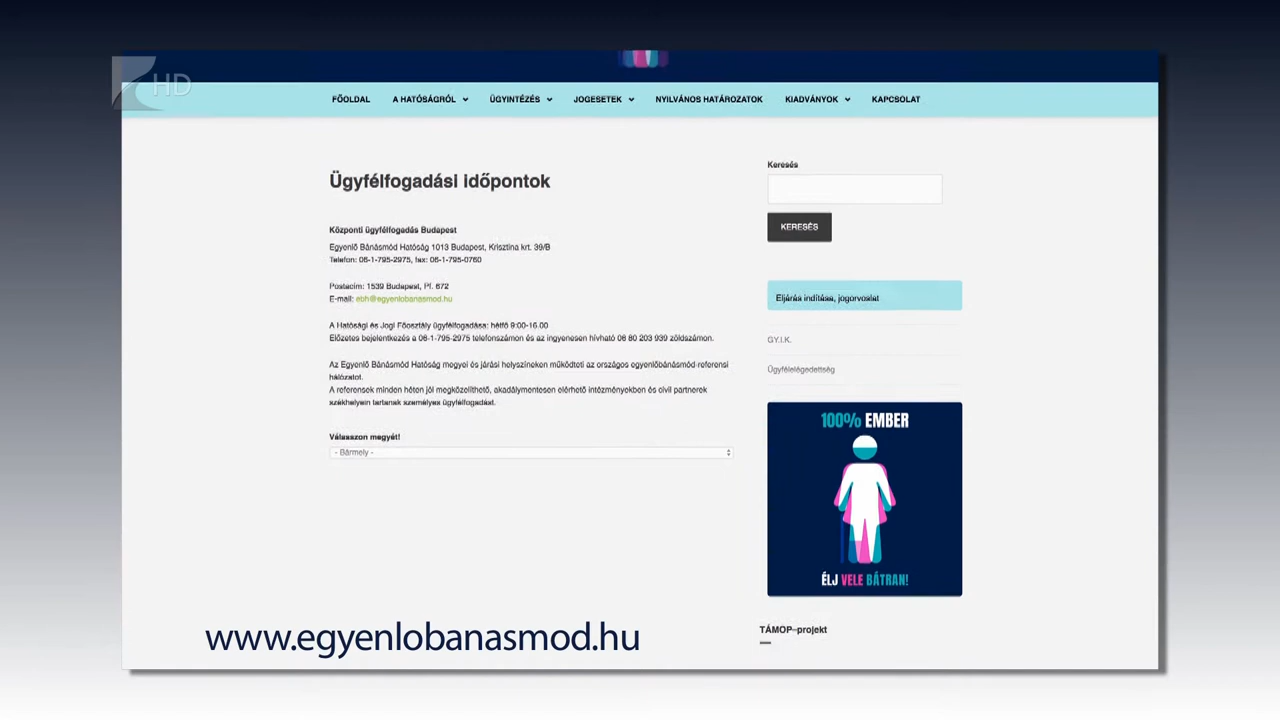 HD
FŐOLDAL A HATÓSÁGRÓL ÜGYINTÉZÉS JOGESETEK NYILVÁNOS HATÁROZATOK KIADVÁNYOK KAPCSOLAT
Ügyfélfogadási időpontok
Központi ügyfélfogadás Budapest
Egyenlő Bánásmód Hatóság 1013 Budapest, Krisztina krt. 39/B
Telefon: 06-1-795-2975, fax: 06-1-795-0760
Postacím: 1539 Budapest, Pf. 672
E-mail: ebh@egyenlobanasmod.hu
A Hatósági és Jogi Főosztály ügyfélfogadása: hétfő 9:00-16.00
Előzetes bejelentkezés a 06-1-795-2975 telefonszámon és az ingyenesen hívható 06 80 203 939 zöldszámon.
Az Egyenlő Bánásmód Hatóság megyei és járási helyszíneken működteti az országos egyenlőbánásmód-referensi
hálózatot.
A referensek minden héten jól megközelíthető, akadálymentesen elérhető intézményekben és civil partnerek
székhelyein tartanak személyes ügyfélfogadást.
Válasszon megyét!
- Bármely -
Keresés
KERESÉS
Eljárás indítása, jogorvoslat
GY.I.K.
Ügyfélelégedettség
100% EMBER
ÉLJ VELE BÁTRAN!
TÁMOP-projekt
www.egyenlobanasmod.hu